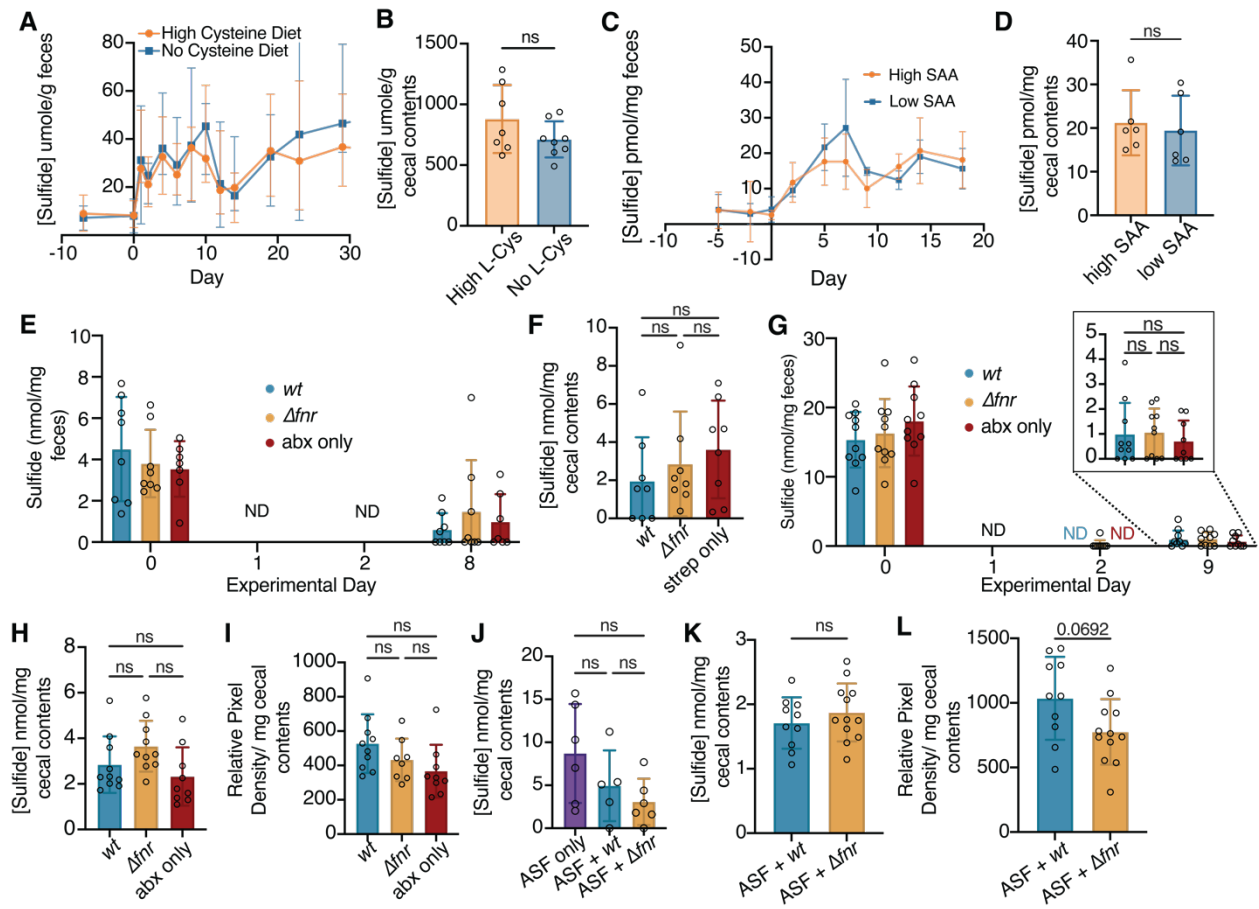 A
High Cysteine Diet
No Cysteine Diet
[Sulfide] umole/g feces
80
60
40
20
-10
0
10
20
30
Day
B
ns
[Sulfide] umole/g
cecal contents
1500
1000
500
0
High L-Cys
No L-Cys
C
[Sulfide] pmol/mg feces
50
40
30
20
10
-10
-10
-5
0
5
10
15
20
High SAA
Low SAA
Day
D
ns
[Sulfide] pmol/mg
cecal contents
40
30
20
10
0
high SAA
low SAA
E
Sulfide (nmol/mg
feces)
10
8
6
4
2
0
wt
Δfnr
abx only
ND
ND
0
1
2
8
Experimental Day
F
ns
ns
ns
[Sulfide] nmol/mg
cecal contents
10
8
6
4
2
0
wt
Δfnr
strep only
G
Sulfide (nmol/mg feces)
30
20
10
0
wt
Δfnr
abx only
ND
ND
ND
0
1
2
9
Experimental Day
ns
ns
ns
5
4
3
2
1
0
H
ns
ns
ns
[Sulfide] nmol/mg
cecal contents
8
6
4
2
0
wt
Δfnr
abx only
I
ns
ns
ns
Relative Pixel
Density/ mg cecal
contents
1000
800
600
400
200
0
wt
Δfnr
abx only
J
ns
ns
ns
[Sulfide] nmol/mg
cecal contents
20
15
10
5
0
ASF only
ASF + wt
ASF + Δfnr
K
ns
[Sulfide] nmol/mg
cecal contents
3
2
1
0
ASF + wt
ASF + Δfnr
L
0.0692
Relative Pixel
Density/ mg cecal
contents
1500
1000
500
0
ASF + wt
ASF + Δfnr